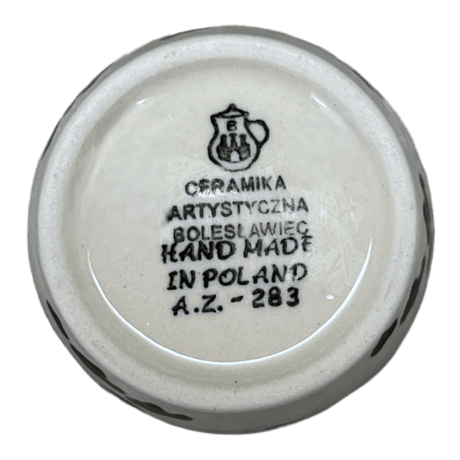 B
CERAMIKA
ARTYSTYCZNA
BOLESŁAWIEC
HAND MADE
IN POLAND
A.Z.-283